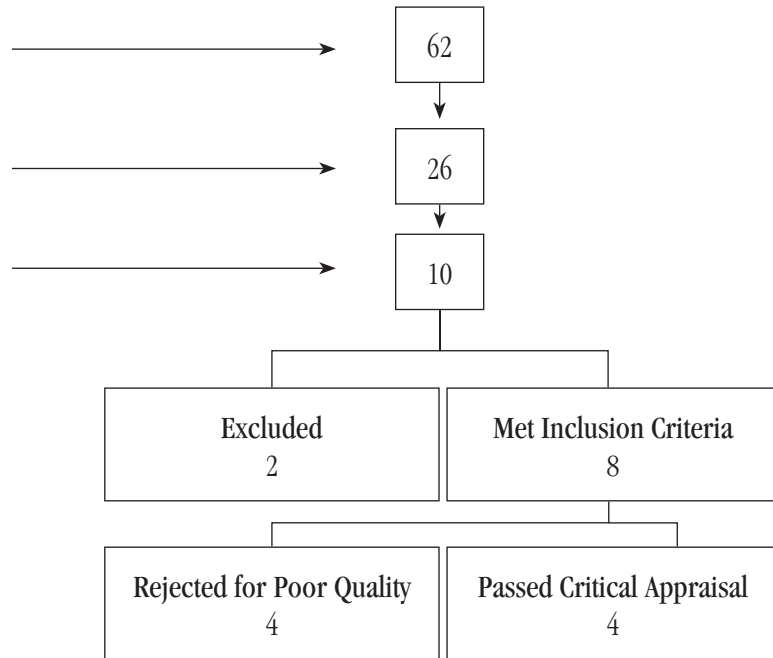 62
26
10
Excluded
2
Met Inclusion Criteria
8
Rejected for Poor Quality
4
Passed Critical Appraisal
4